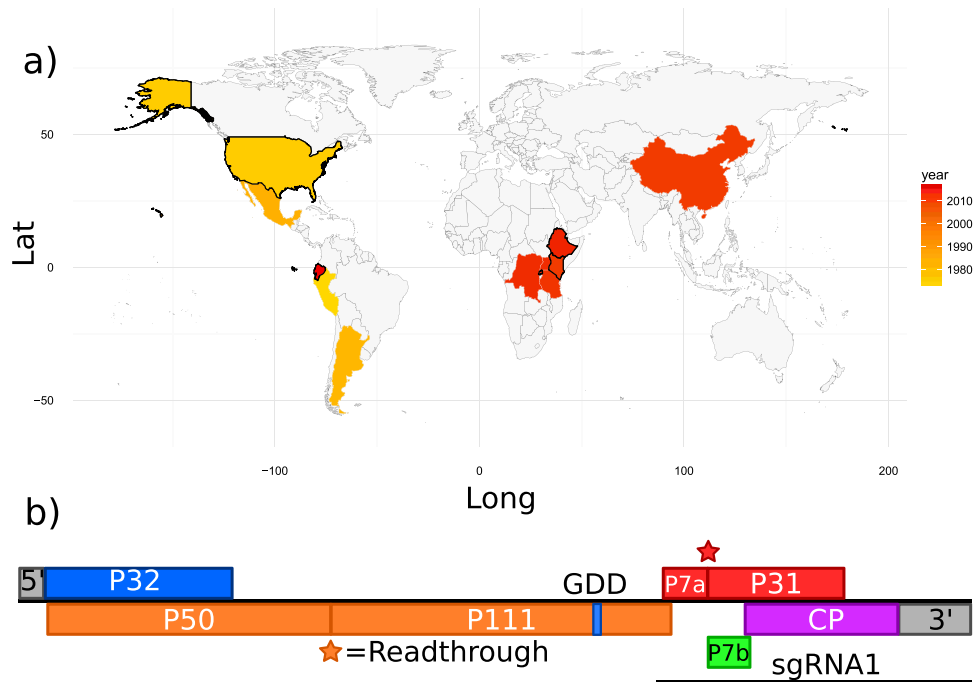 a)
50
0
−50
Lat
−100 0 100 200
Long
year
2010
2000
1990
1980
b)
GDD
5' P32 P7a P31
P50 P111 CP 3'
=Readthrough P7b
sgRNA1